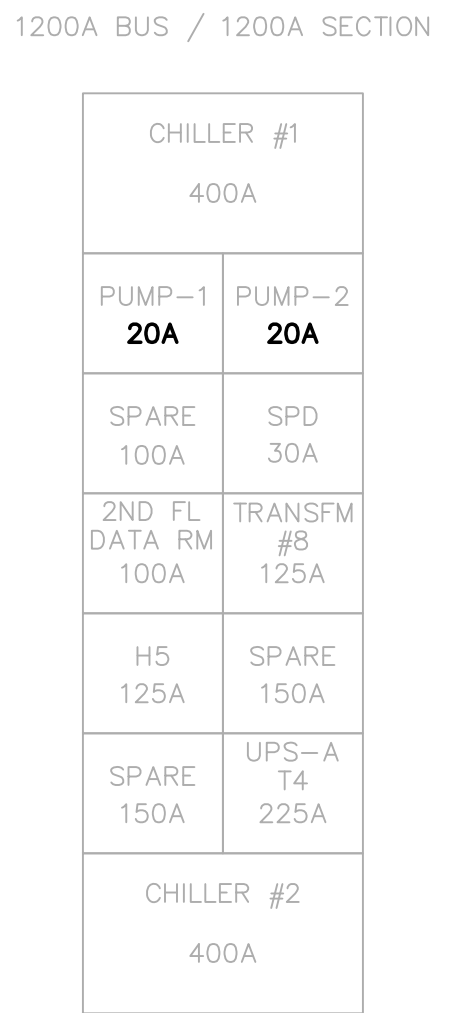 1200A BUS / 1200A SECTION
CHILLER #1
400A
PUMP-1
20A
PUMP-2
20A
SPARE
100A
SPD
30A
2ND FL
DATA RM
100A
TRANSFM
#8
125A
H5
125A
SPARE
150A
SPARE
150A
UPS-A
T4
225A
CHILLER #2
400A